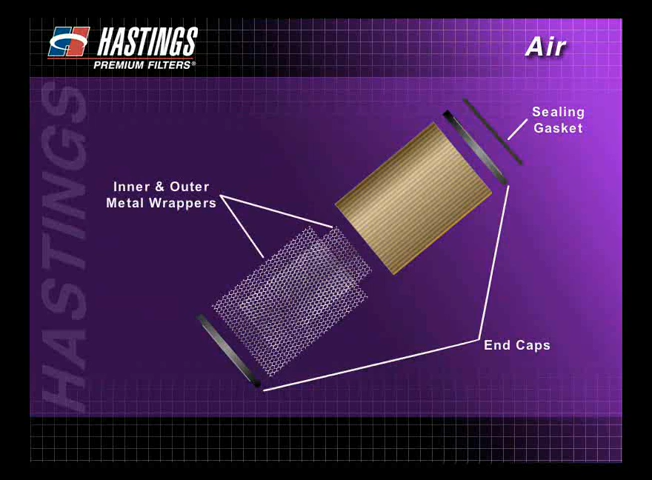 HASTINGS
PREMIUM FILTERS®
Air
HASTINGS
Sealing
Gasket
Inner & Outer
Metal Wrappers
End Caps